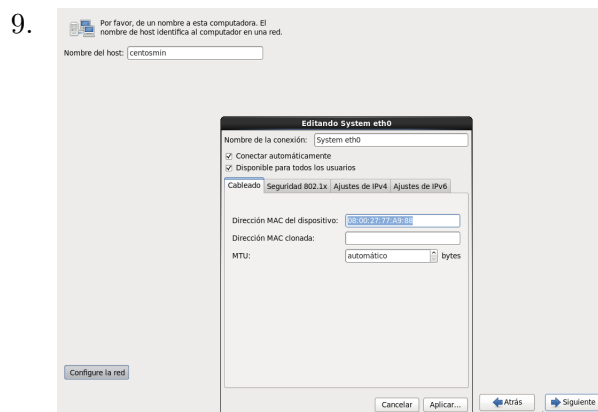 9.
Por favor, de un nombre a esta computadora. El
nombre de host identifica al computador en una red.
Nombre del host: centosmin
Editando System eth0
Nombre de la conexión: System eth0
Conectar automáticamente
Disponible para todos los usuarios
Cableado Seguridad 802.1x Ajustes de IPv4 Ajustes de IPv6
Dirección MAC del dispositivo: 08:00:27:77:A9:8B
Dirección MAC clonada:
MTU: automático bytes
Configure la red
Cancelar Aplicar... Atrás Siguiente